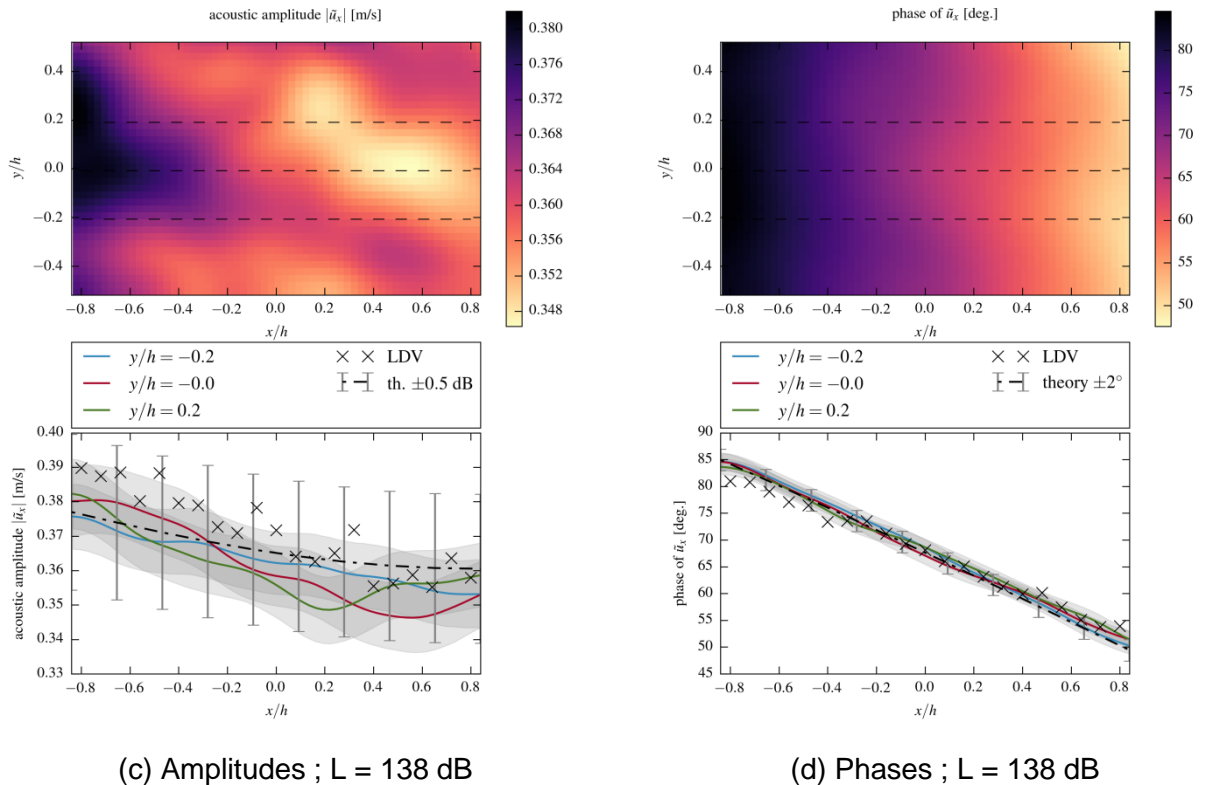 acoustic amplitude |ũₓ| [m/s]
0.4
0.2
0.0
−0.2
−0.4
y/h
−0.8 −0.6 −0.4 −0.2 0.0 0.2 0.4 0.6 0.8
x/h
0.380
0.376
0.372
0.368
0.364
0.360
0.356
0.352
0.348
y/h = −0.2
y/h = −0.0
y/h = 0.2
LDV
th. ±0.5 dB
0.40
0.39
0.38
0.37
0.36
0.35
0.34
0.33
acoustic amplitude |ũₓ| [m/s]
−0.8 −0.6 −0.4 −0.2 0.0 0.2 0.4 0.6 0.8
x/h
(c) Amplitudes ; L = 138 dB
phase of ũₓ [deg.]
0.4
0.2
0.0
−0.2
−0.4
y/h
−0.8 −0.6 −0.4 −0.2 0.0 0.2 0.4 0.6 0.8
x/h
80
75
70
65
60
55
50
y/h = −0.2
y/h = −0.0
y/h = 0.2
LDV
theory ±2°
90
85
80
75
70
65
60
55
50
45
phase of ũₓ [deg.]
−0.8 −0.6 −0.4 −0.2 0.0 0.2 0.4 0.6 0.8
x/h
(d) Phases ; L = 138 dB